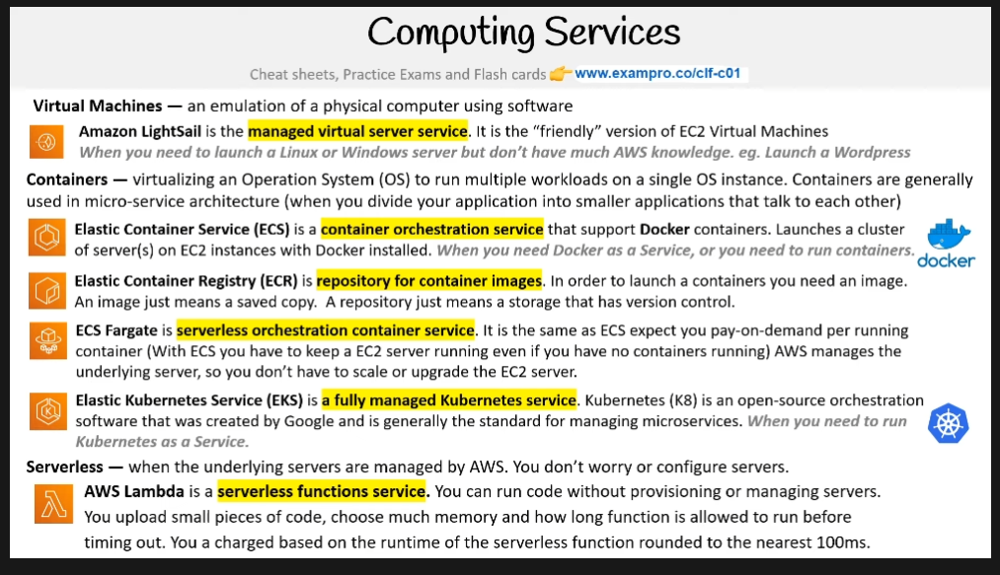 Computing Services
Cheat sheets, Practice Exams and Flash cards 👉 www.exampro.co/clf-c01
Virtual Machines — an emulation of a physical computer using software
Amazon LightSail is the managed virtual server service. It is the “friendly” version of EC2 Virtual Machines
When you need to launch a Linux or Windows server but don’t have much AWS knowledge. eg. Launch a Wordpress
Containers — virtualizing an Operation System (OS) to run multiple workloads on a single OS instance. Containers are generally
used in micro-service architecture (when you divide your application into smaller applications that talk to each other)
Elastic Container Service (ECS) is a container orchestration service that support Docker containers. Launches a cluster
of server(s) on EC2 instances with Docker installed. When you need Docker as a Service, or you need to run containers.
docker
Elastic Container Registry (ECR) is repository for container images. In order to launch a containers you need an image.
An image just means a saved copy. A repository just means a storage that has version control.
ECS Fargate is serverless orchestration container service. It is the same as ECS expect you pay-on-demand per running
container (With ECS you have to keep a EC2 server running even if you have no containers running) AWS manages the
underlying server, so you don’t have to scale or upgrade the EC2 server.
Elastic Kubernetes Service (EKS) is a fully managed Kubernetes service. Kubernetes (K8) is an open-source orchestration
software that was created by Google and is generally the standard for managing microservices. When you need to run
Kubernetes as a Service.
Serverless — when the underlying servers are managed by AWS. You don’t worry or configure servers.
AWS Lambda is a serverless functions service. You can run code without provisioning or managing servers.
You upload small pieces of code, choose much memory and how long function is allowed to run before
timing out. You a charged based on the runtime of the serverless function rounded to the nearest 100ms.